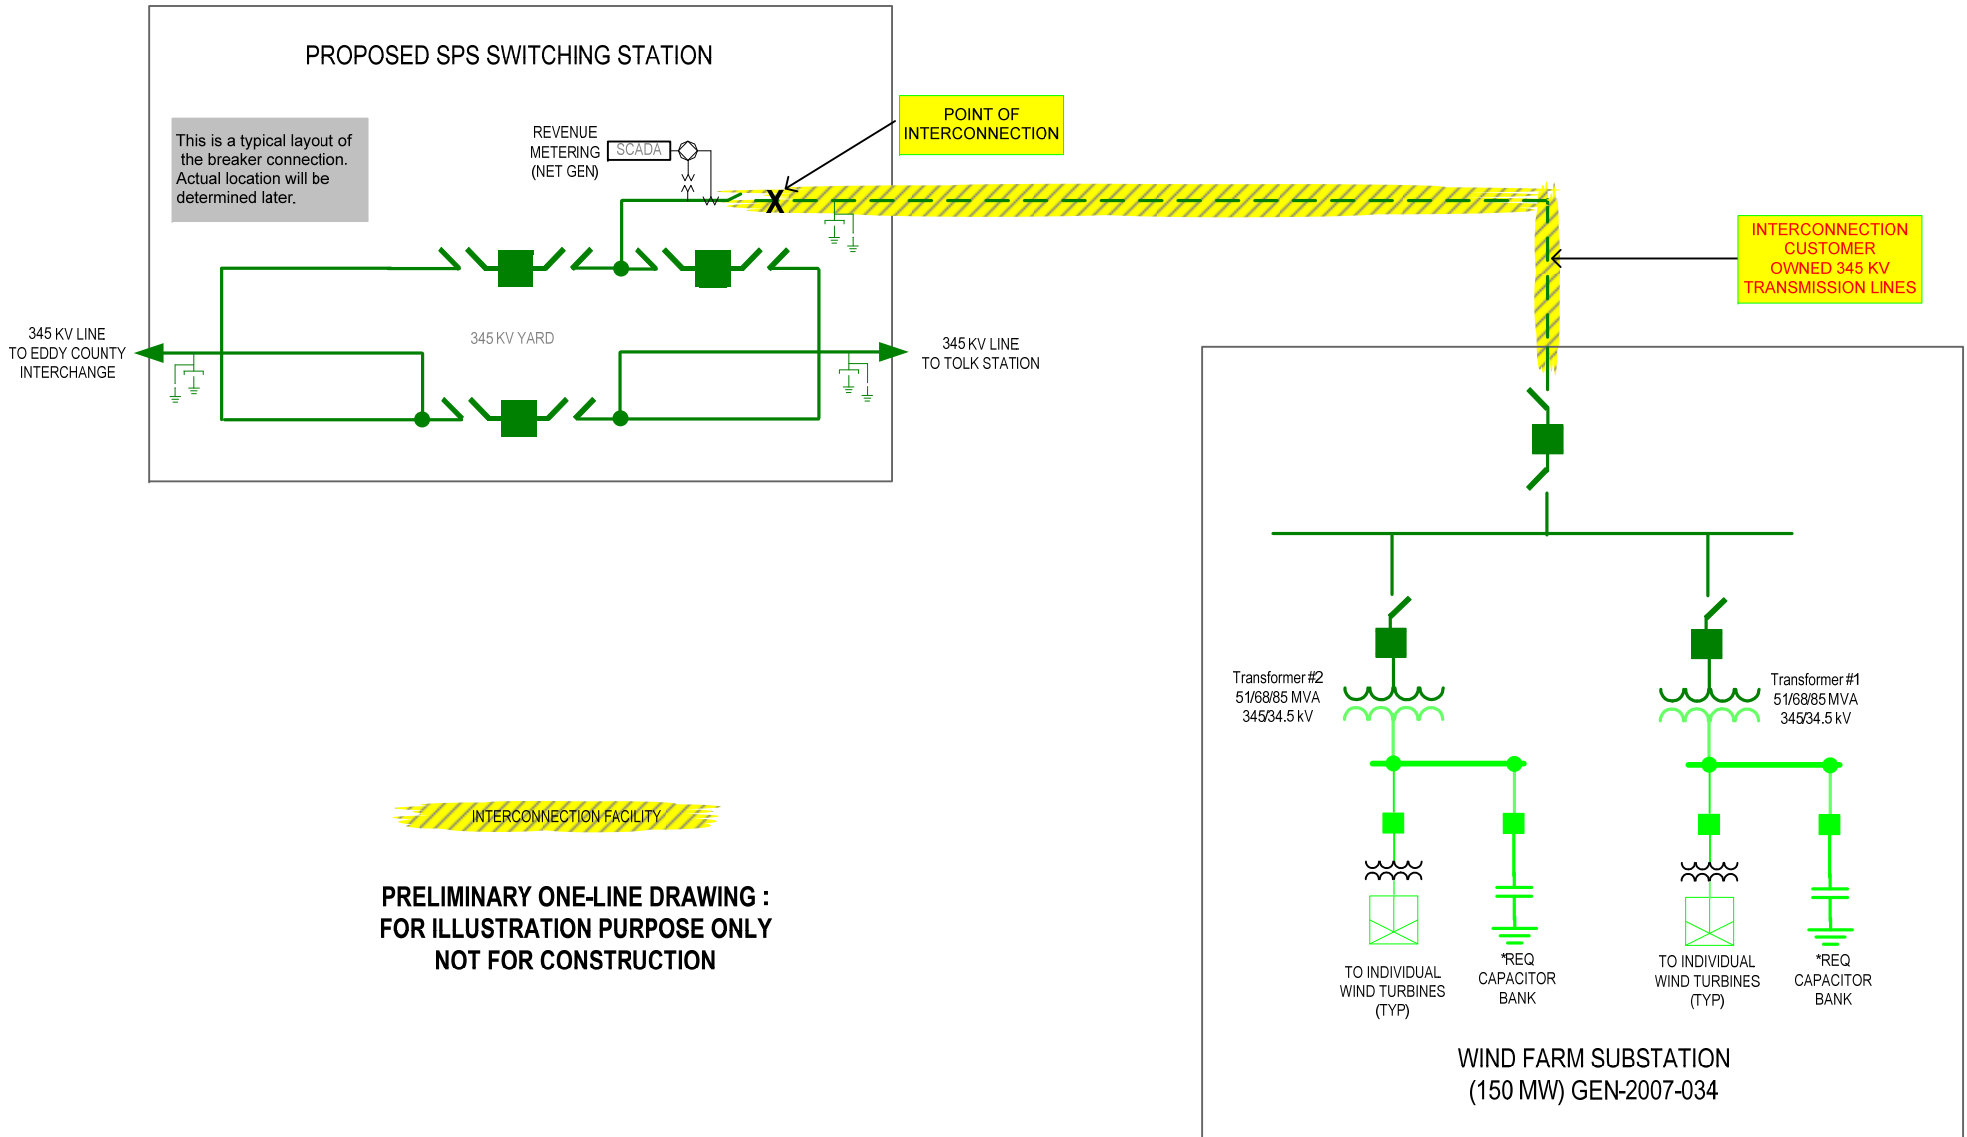 PROPOSED SPS SWITCHING STATION
This is a typical layout of
the breaker connection.
Actual location will be
determined later.
REVENUE
METERING
(NET GEN)
SCADA
POINT OF
INTERCONNECTION
X
INTERCONNECTION
CUSTOMER
OWNED 345 KV
TRANSMISSION LINES
345 KV LINE
TO EDDY COUNTY
INTERCHANGE
345 KV YARD
345 KV LINE
TO TOLK STATION
Transformer #2
51/68/85 MVA
345/34.5 kV
Transformer #1
51/68/85 MVA
345/34.5 kV
INTERCONNECTION FACILITY
PRELIMINARY ONE-LINE DRAWING :
FOR ILLUSTRATION PURPOSE ONLY
NOT FOR CONSTRUCTION
TO INDIVIDUAL
WIND TURBINES
(TYP)
*REQ
CAPACITOR
BANK
TO INDIVIDUAL
WIND TURBINES
(TYP)
*REQ
CAPACITOR
BANK
WIND FARM SUBSTATION
(150 MW) GEN-2007-034